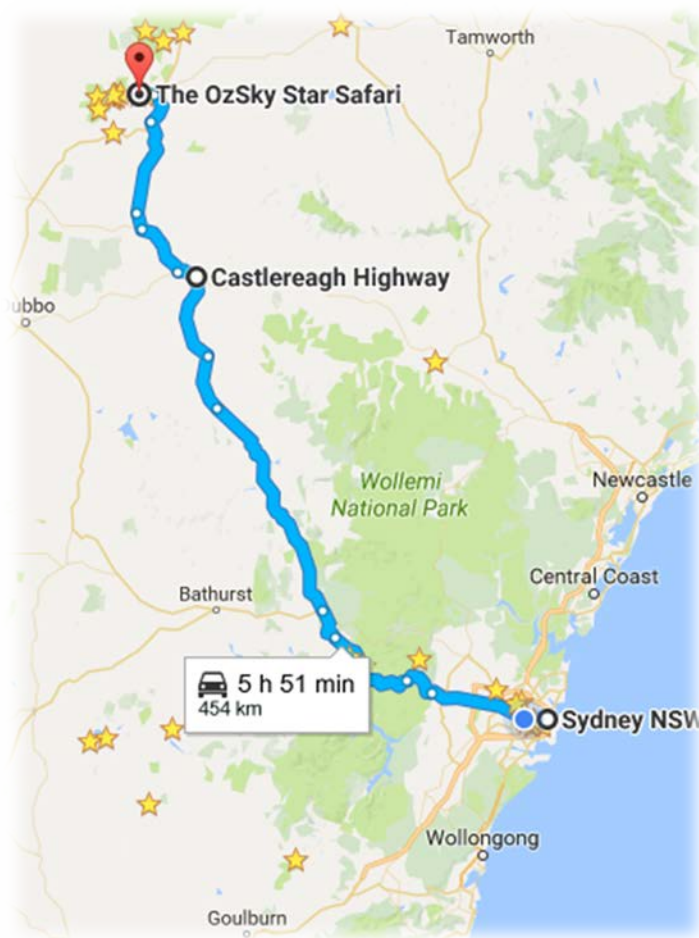 Tamworth
The OzSky Star Safari
Castlereagh Highway
ubbo
Wollemi
National Park
Newcastle
Central Coast
Bathurst
5 h 51 min
454 km
Sydney NSW
Wollongong
Goulburn